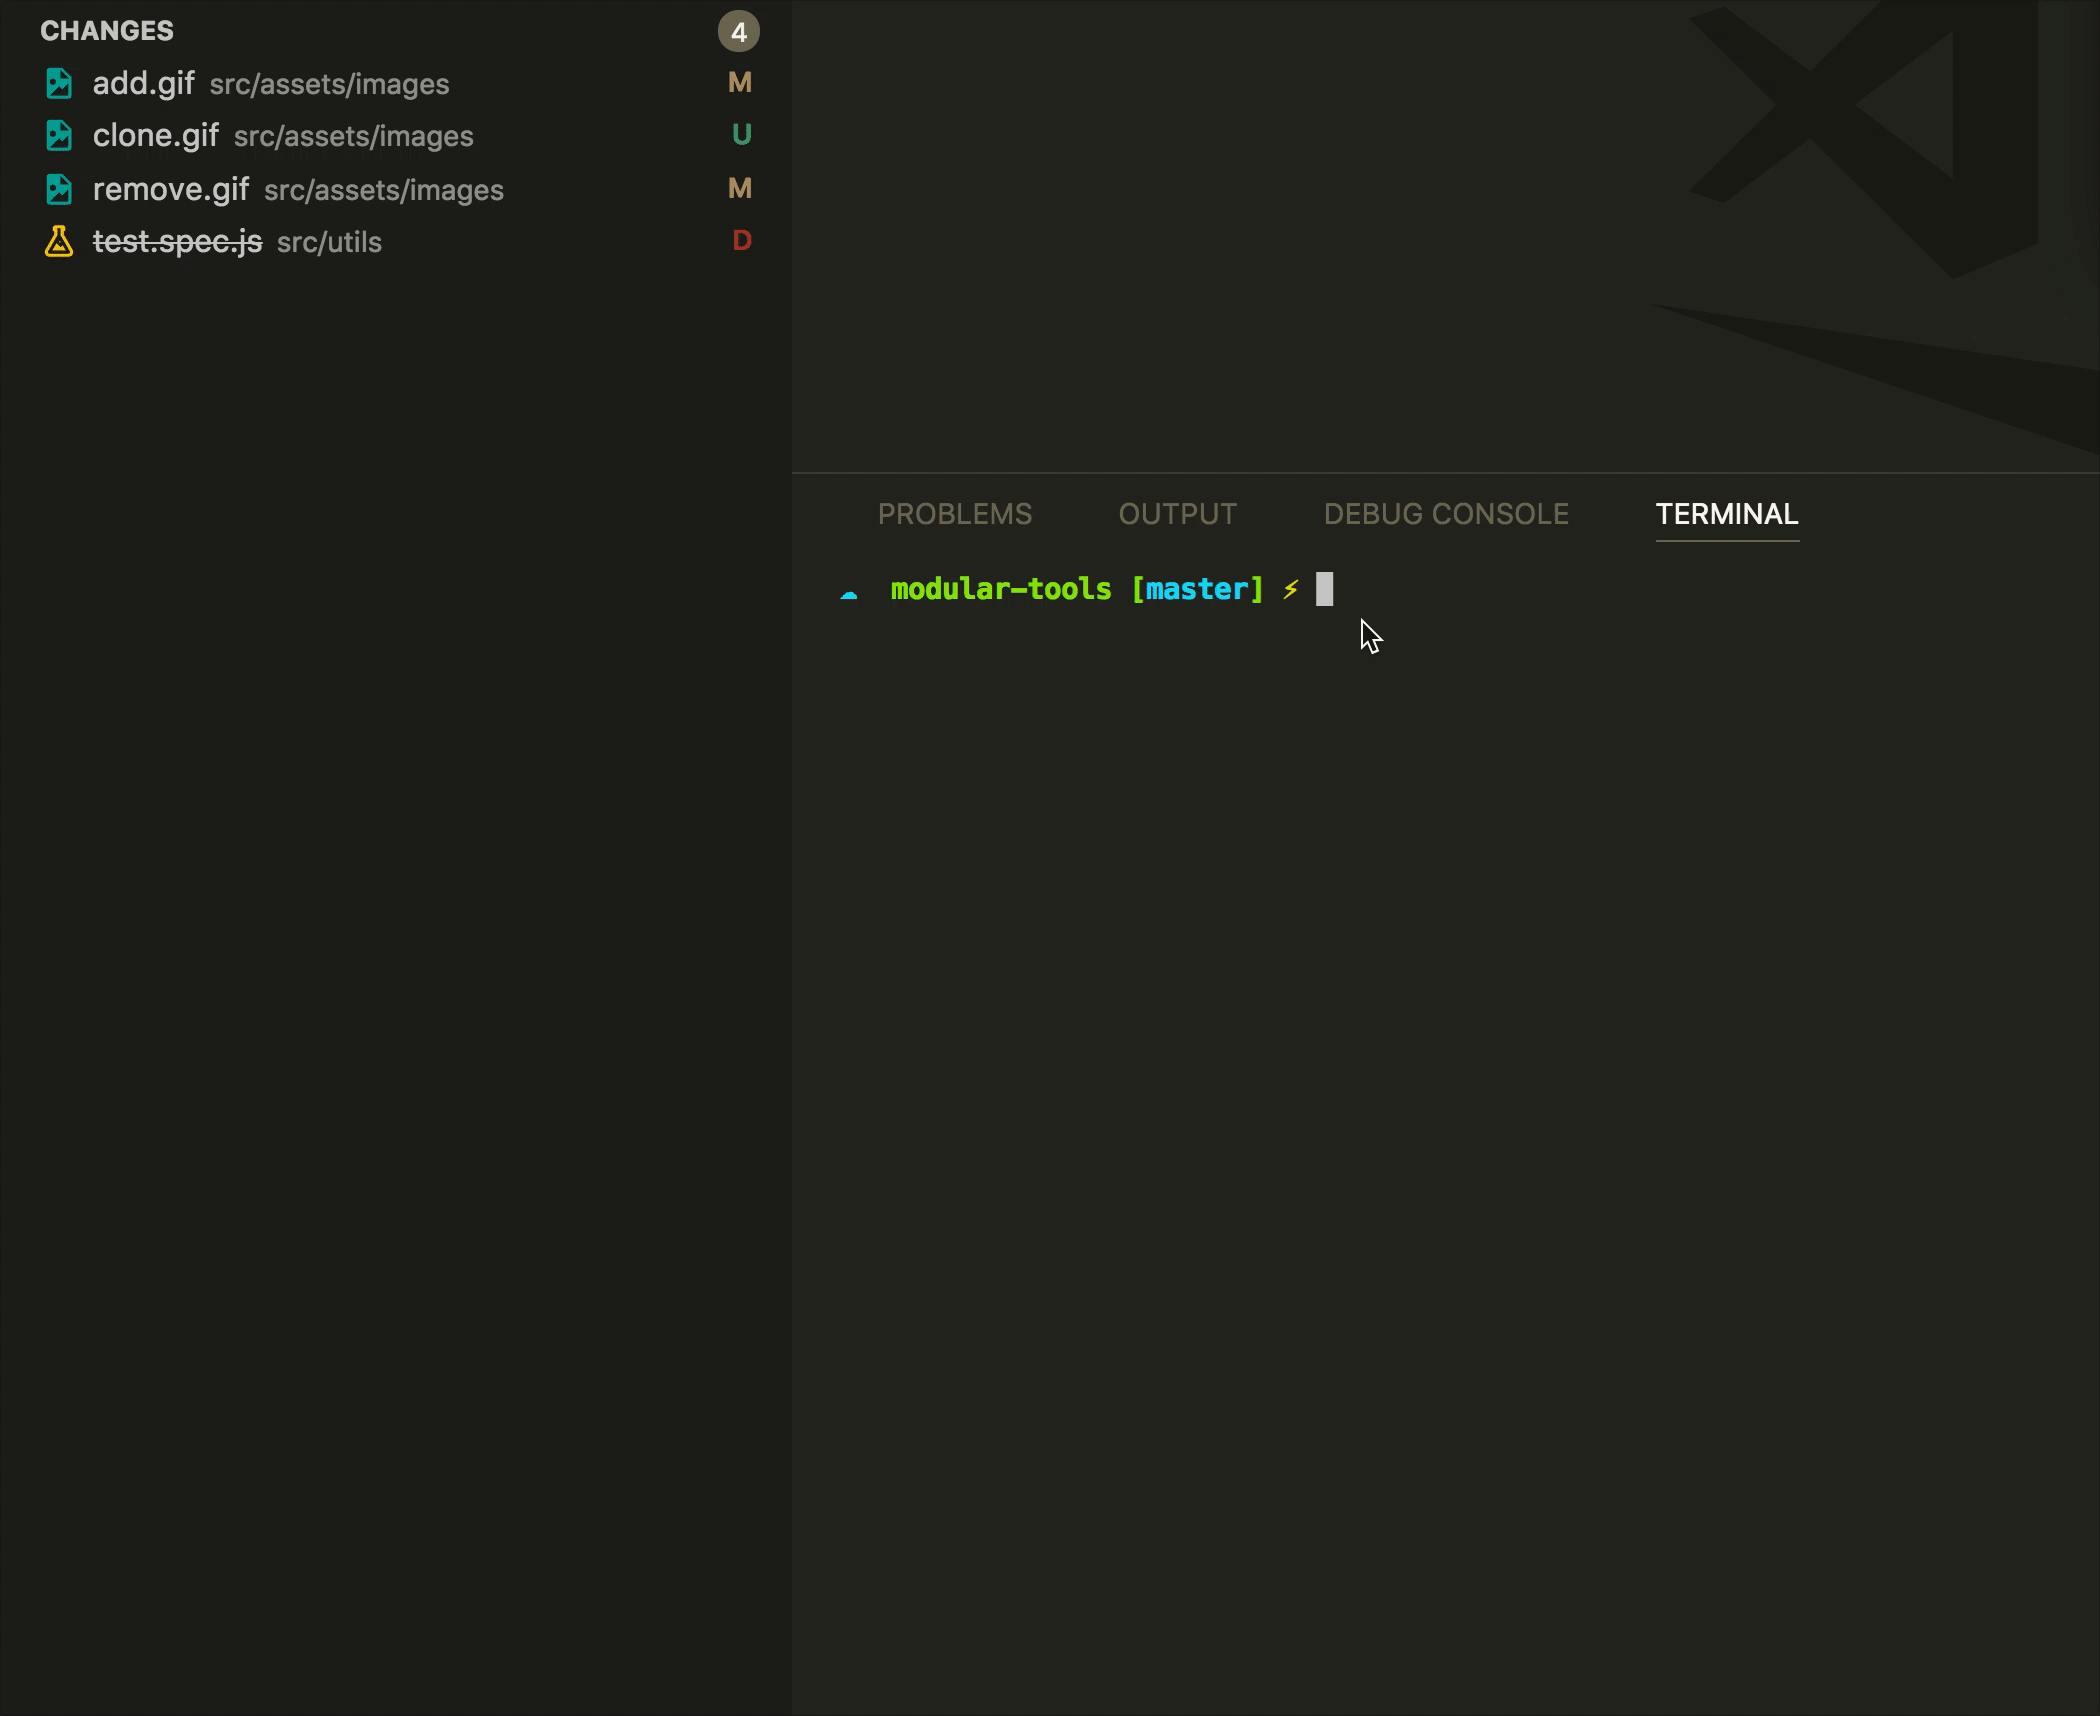 CHANGES 4
add.gif src/assets/images M
clone.gif src/assets/images U
remove.gif src/assets/images M
test.spec.js src/utils D
PROBLEMS OUTPUT DEBUG CONSOLE TERMINAL
☁ modular-tools [master] ⚡